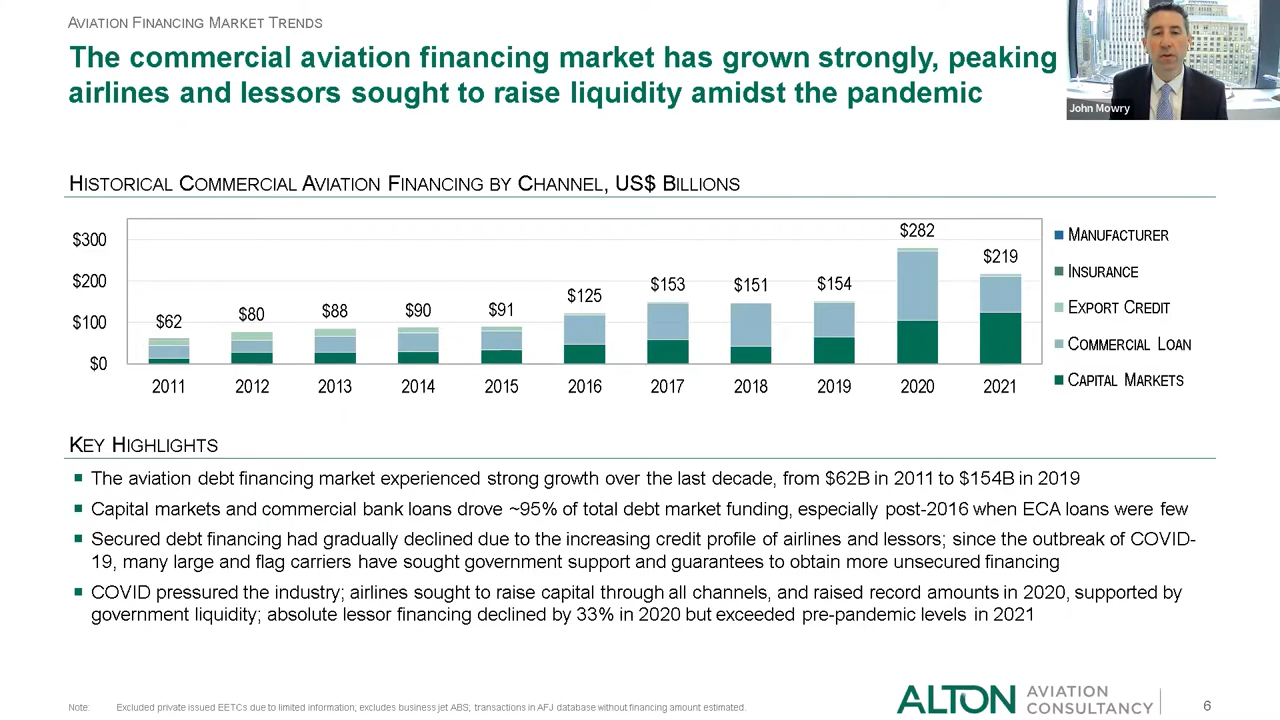 AVIATION FINANCING MARKET TRENDS
The commercial aviation financing market has grown strongly, peaking
airlines and lessors sought to raise liquidity amidst the pandemic
John Mowry
HISTORICAL COMMERCIAL AVIATION FINANCING BY CHANNEL, US$ BILLIONS
$300
$200
$100
$0
$62
$80
$88
$90
$91
$125
$153
$151
$154
$282
$219
2011
2012
2013
2014
2015
2016
2017
2018
2019
2020
2021
MANUFACTURER
INSURANCE
EXPORT CREDIT
COMMERCIAL LOAN
CAPITAL MARKETS
KEY HIGHLIGHTS
The aviation debt financing market experienced strong growth over the last decade, from $62B in 2011 to $154B in 2019
Capital markets and commercial bank loans drove ~95% of total debt market funding, especially post-2016 when ECA loans were few
Secured debt financing had gradually declined due to the increasing credit profile of airlines and lessors; since the outbreak of COVID-
19, many large and flag carriers have sought government support and guarantees to obtain more unsecured financing
COVID pressured the industry; airlines sought to raise capital through all channels, and raised record amounts in 2020, supported by
government liquidity; absolute lessor financing declined by 33% in 2020 but exceeded pre-pandemic levels in 2021
Note: Excluded private issued EETCs due to limited information; excludes business jet ABS; transactions in AFJ database without financing amount estimated.
ALTON AVIATION
CONSULTANCY
6